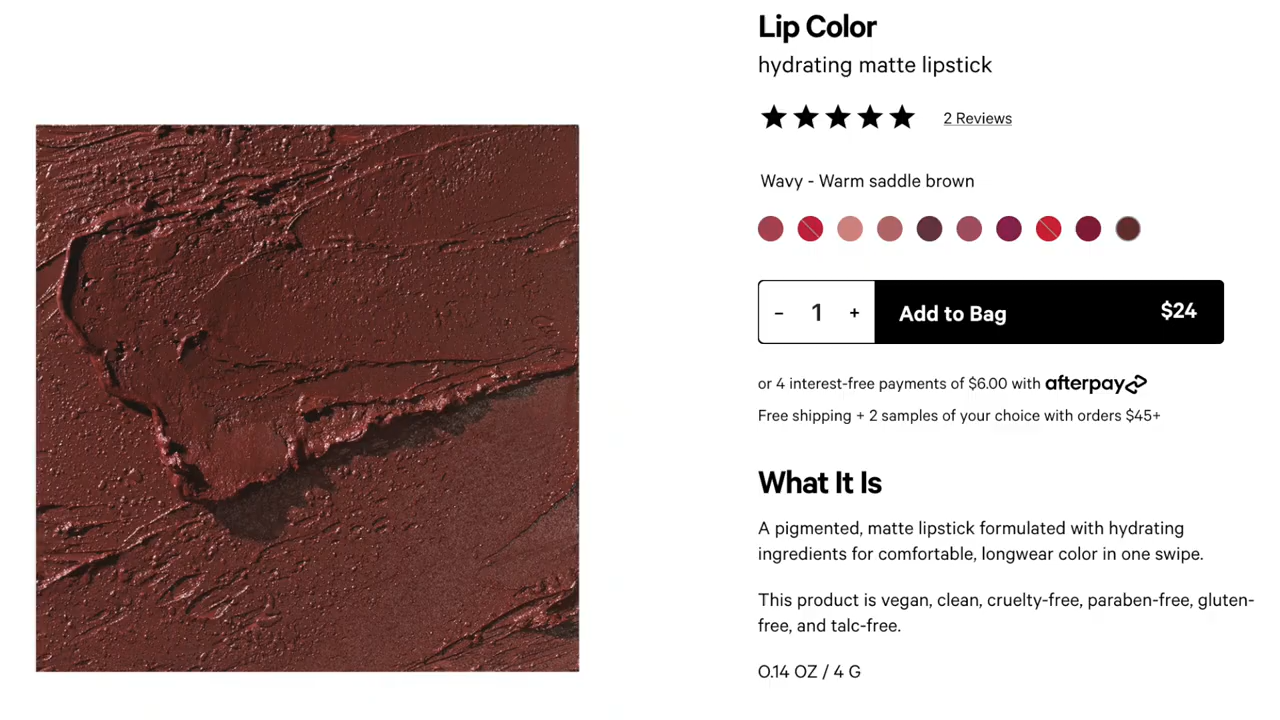 Lip Color
hydrating matte lipstick
2 Reviews
Wavy - Warm saddle brown
- 1 + Add to Bag $24
or 4 interest-free payments of $6.00 with afterpay
Free shipping + 2 samples of your choice with orders $45+
What It Is
A pigmented, matte lipstick formulated with hydrating
ingredients for comfortable, longwear color in one swipe.
This product is vegan, clean, cruelty-free, paraben-free, gluten-
free, and talc-free.
0.14 OZ / 4 G